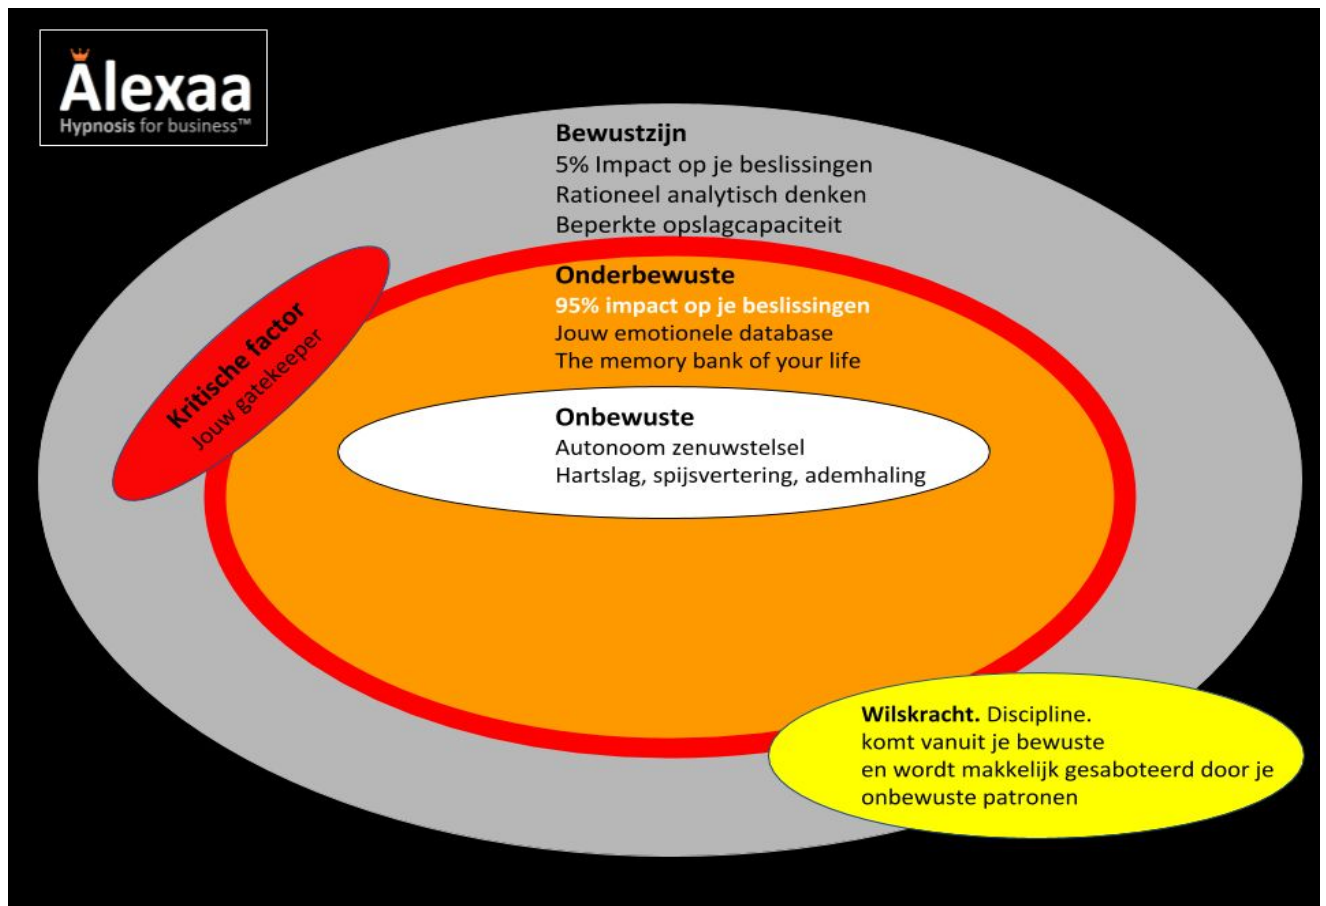 Alexaa
Hypnosis for business™
Bewustzijn
5% Impact op je beslissingen
Rationeel analytisch denken
Beperkte opslagcapaciteit
Kritische factor
Jouw gatekeeper
Onderbewuste
95% impact op je beslissingen
Jouw emotionele database
The memory bank of your life
Onbewuste
Autonoom zenuwstelsel
Hartslag, spijsvertering, ademhaling
Wilskracht. Discipline.
komt vanuit je bewuste
en wordt makkelijk gesaboteerd door je
onbewuste patronen